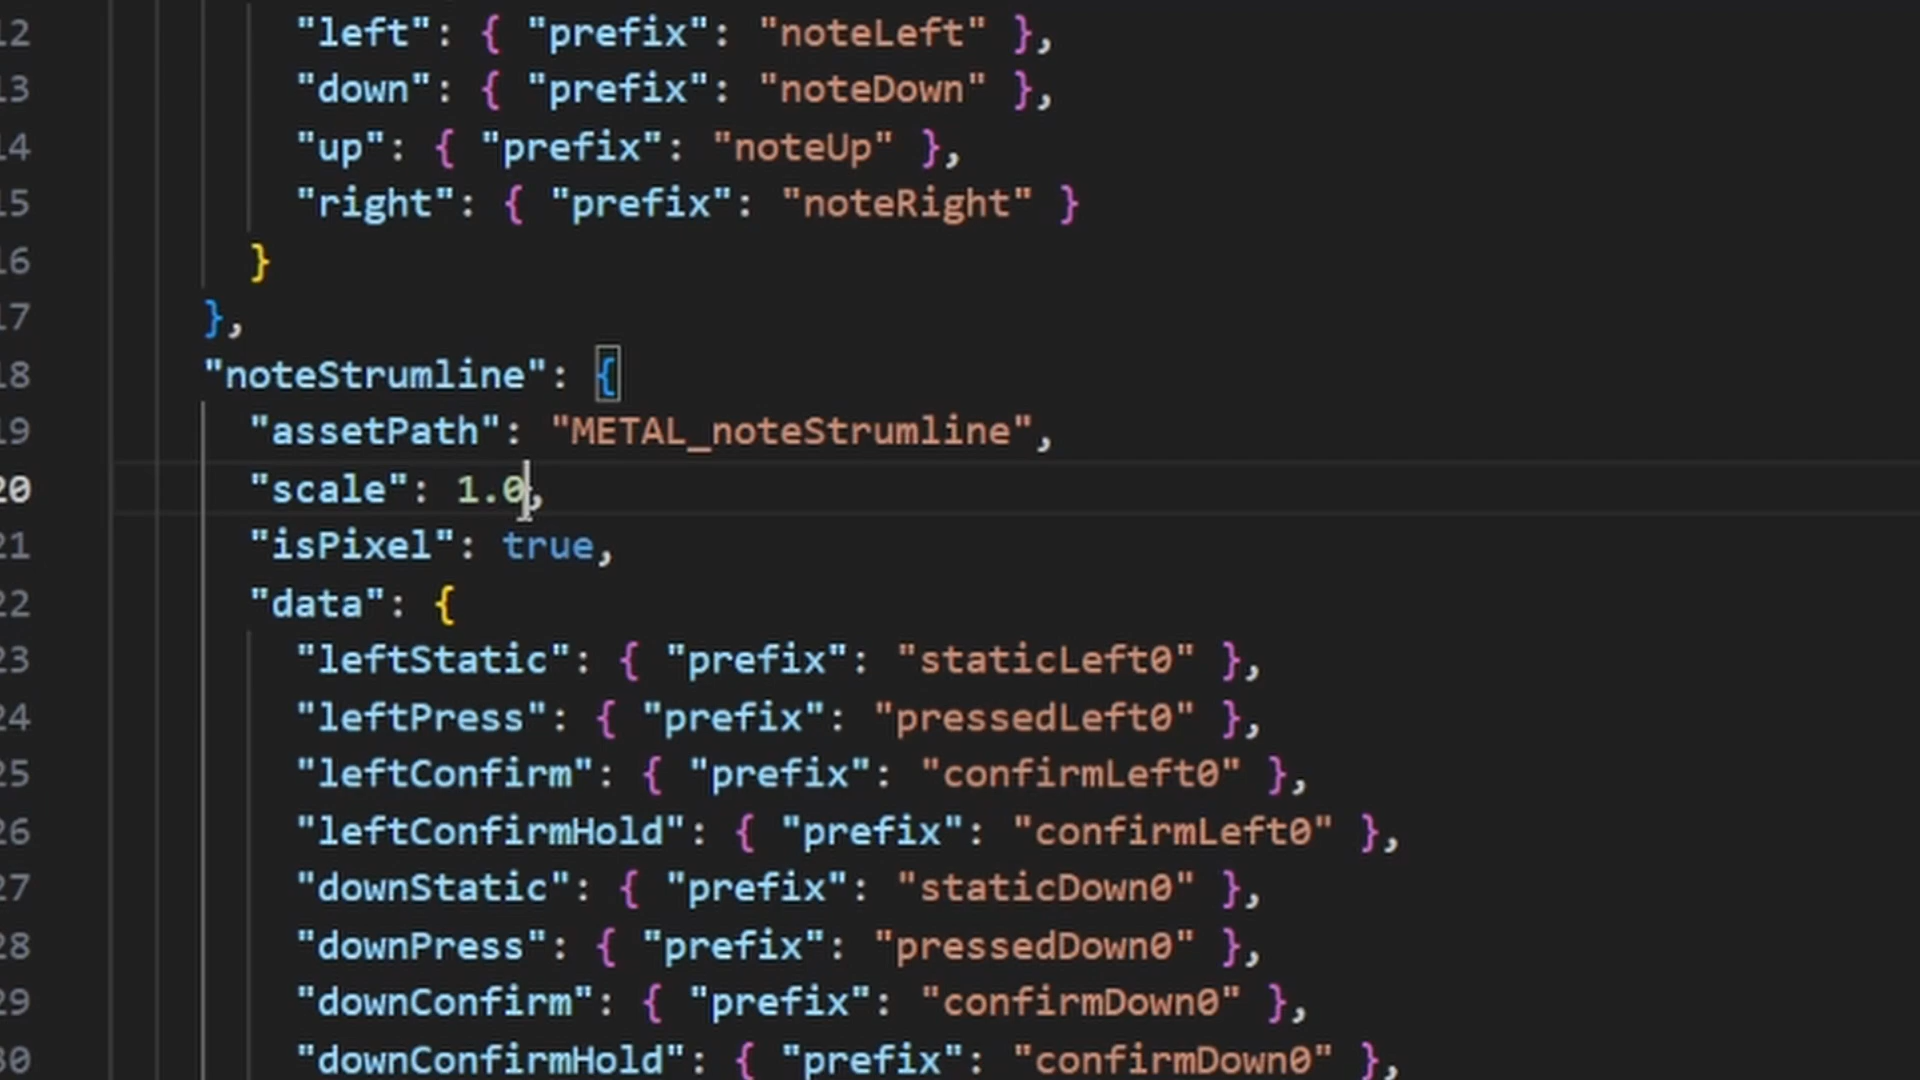 12 "left": { "prefix": "noteLeft" },
13 "down": { "prefix": "noteDown" },
14 "up": { "prefix": "noteUp" },
15 "right": { "prefix": "noteRight" }
16 }
17 },
18 "noteStrumline": {
19 "assetPath": "METAL_noteStrumline",
20 "scale": 1.0,
21 "isPixel": true,
22 "data": {
23 "leftStatic": { "prefix": "staticLeft0" },
24 "leftPress": { "prefix": "pressedLeft0" },
25 "leftConfirm": { "prefix": "confirmLeft0" },
26 "leftConfirmHold": { "prefix": "confirmLeft0" },
27 "downStatic": { "prefix": "staticDown0" },
28 "downPress": { "prefix": "pressedDown0" },
29 "downConfirm": { "prefix": "confirmDown0" },
30 "downConfirmHold": { "prefix": "confirmDown0" },